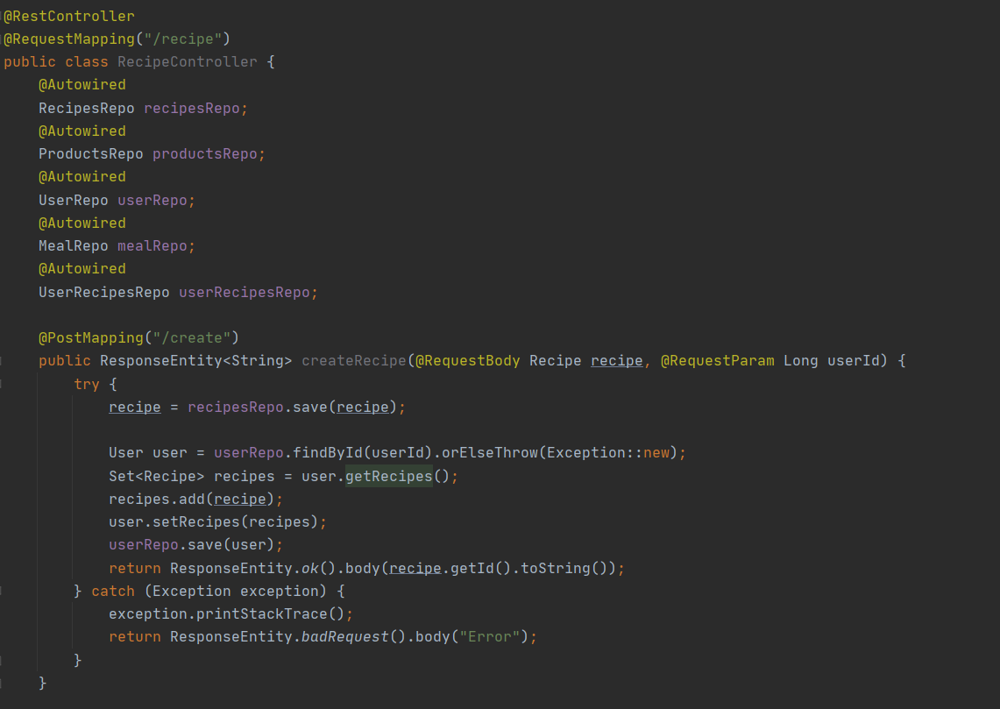 @RestController
@RequestMapping("/recipe")
public class RecipeController {
    @Autowired
    RecipesRepo recipesRepo;
    @Autowired
    ProductsRepo productsRepo;
    @Autowired
    UserRepo userRepo;
    @Autowired
    MealRepo mealRepo;
    @Autowired
    UserRecipesRepo userRecipesRepo;

    @PostMapping("/create")
    public ResponseEntity<String> createRecipe(@RequestBody Recipe recipe, @RequestParam Long userId) {
        try {
            recipe = recipesRepo.save(recipe);

            User user = userRepo.findById(userId).orElseThrow(Exception::new);
            Set<Recipe> recipes = user.getRecipes();
            recipes.add(recipe);
            user.setRecipes(recipes);
            userRepo.save(user);
            return ResponseEntity.ok().body(recipe.getId().toString());
        } catch (Exception exception) {
            exception.printStackTrace();
            return ResponseEntity.badRequest().body("Error");
        }
    }